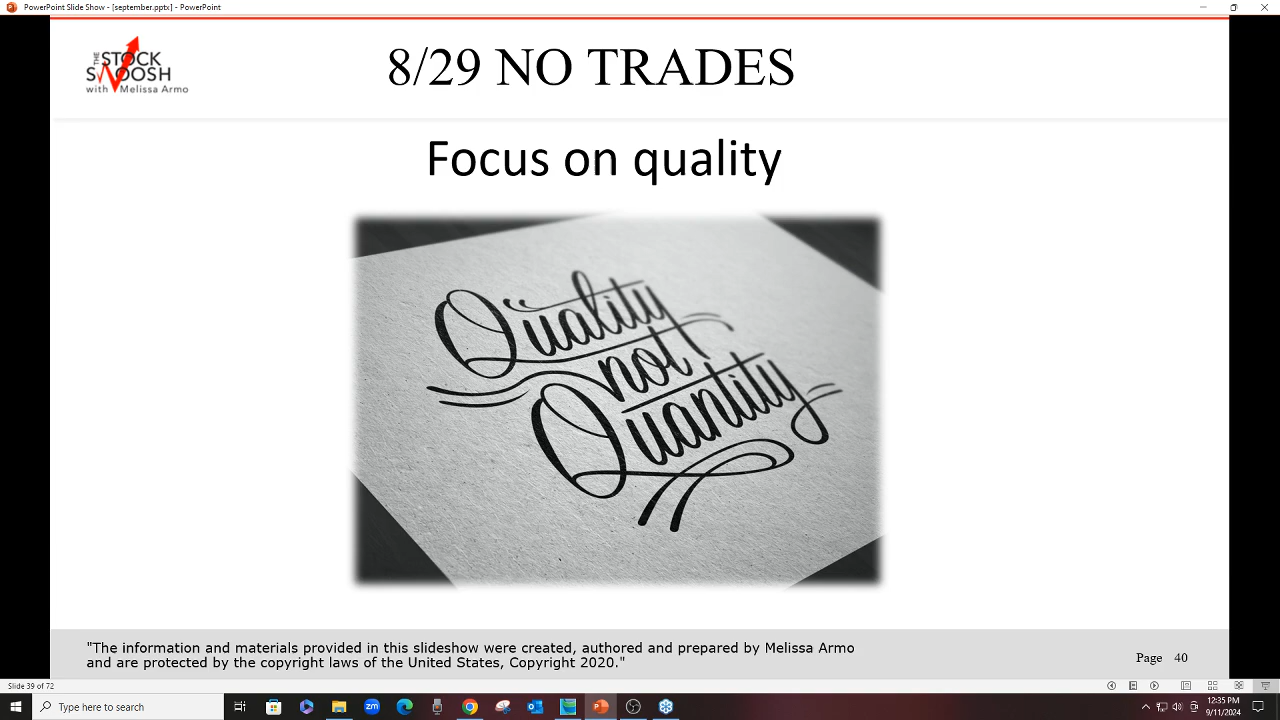 PowerPoint Slide Show - [september.pptx] - PowerPoint
THE
STOCK
SWOOSH
with Melissa Armo
8/29 NO TRADES
Focus on quality
Quality
not
Quantity
"The information and materials provided in this slideshow were created, authored and prepared by Melissa Armo
and are protected by the copyright laws of the United States, Copyright 2020."
Page 40
Slide 39 of 72
Type here to search
zm
12:35 PM
9/11/2024